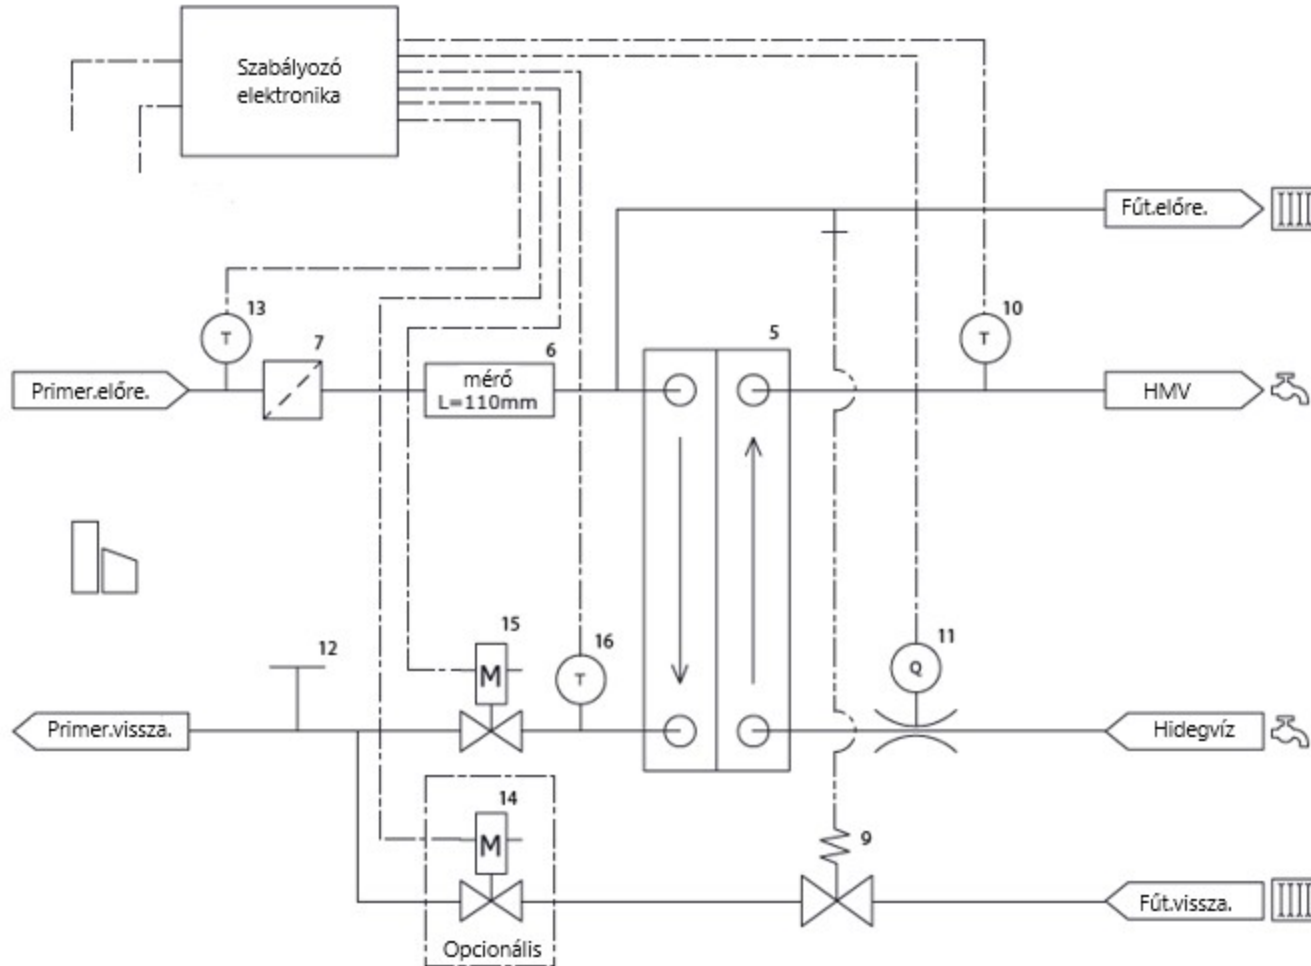 Szabályozó
elektronika
Fűt.előre.
13
7
6
5
10
T
T
Primer.előre.
mérő
L=110mm
HMV
15
16
11
12
M
T
Q
Primer.vissza.
Hidegvíz
14
M
9
Fűt.vissza.
Opcionális